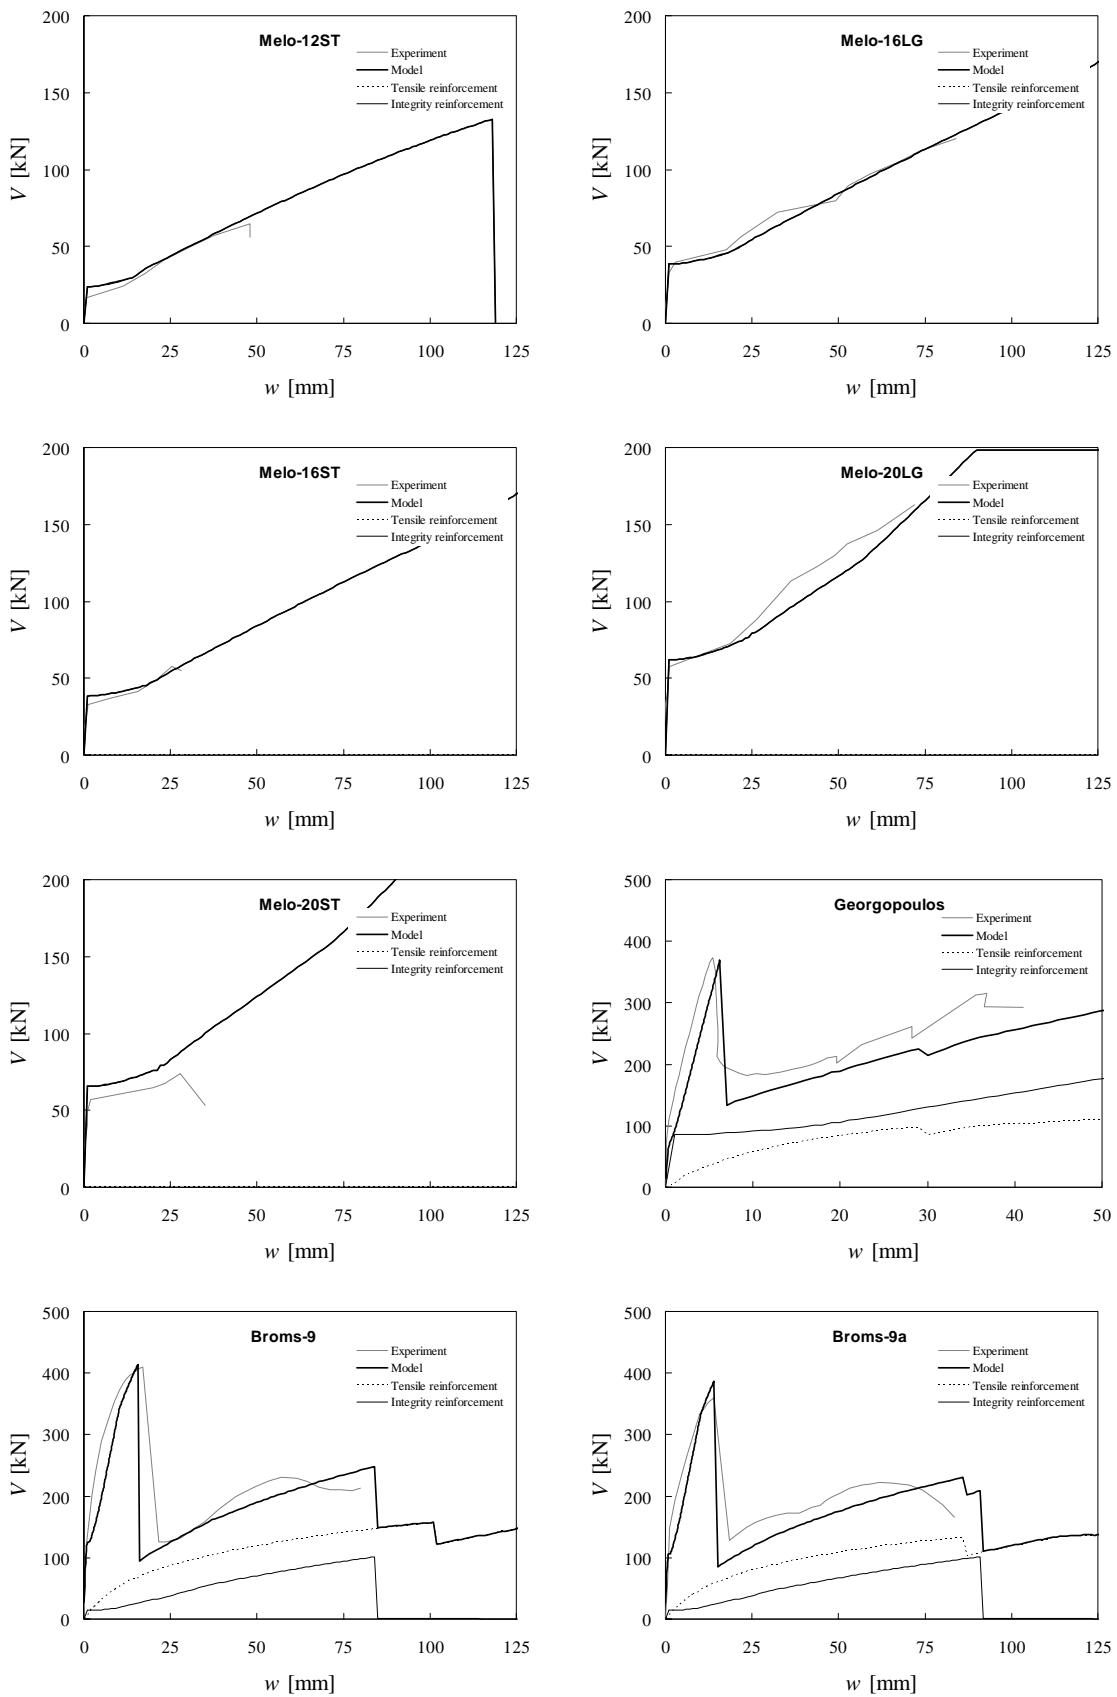 Melo-12ST
Experiment
Model
Tensile reinforcement
Integrity reinforcement
V [kN]
200
150
100
50
0
0 25 50 75 100 125
w [mm]
Melo-16LG
Experiment
Model
Tensile reinforcement
Integrity reinforcement
V [kN]
200
150
100
50
0
0 25 50 75 100 125
w [mm]
Melo-16ST
Experiment
Model
Tensile reinforcement
Integrity reinforcement
V [kN]
200
150
100
50
0
0 25 50 75 100 125
w [mm]
Melo-20LG
Experiment
Model
Tensile reinforcement
Integrity reinforcement
V [kN]
200
150
100
50
0
0 25 50 75 100 125
w [mm]
Melo-20ST
Experiment
Model
Tensile reinforcement
Integrity reinforcement
V [kN]
200
150
100
50
0
0 25 50 75 100 125
w [mm]
Georgopoulos
Experiment
Model
Tensile reinforcement
Integrity reinforcement
V [kN]
500
400
300
200
100
0
0 10 20 30 40 50
w [mm]
Broms-9
Experiment
Model
Tensile reinforcement
Integrity reinforcement
V [kN]
500
400
300
200
100
0
0 25 50 75 100 125
w [mm]
Broms-9a
Experiment
Model
Tensile reinforcement
Integrity reinforcement
V [kN]
500
400
300
200
100
0
0 25 50 75 100 125
w [mm]